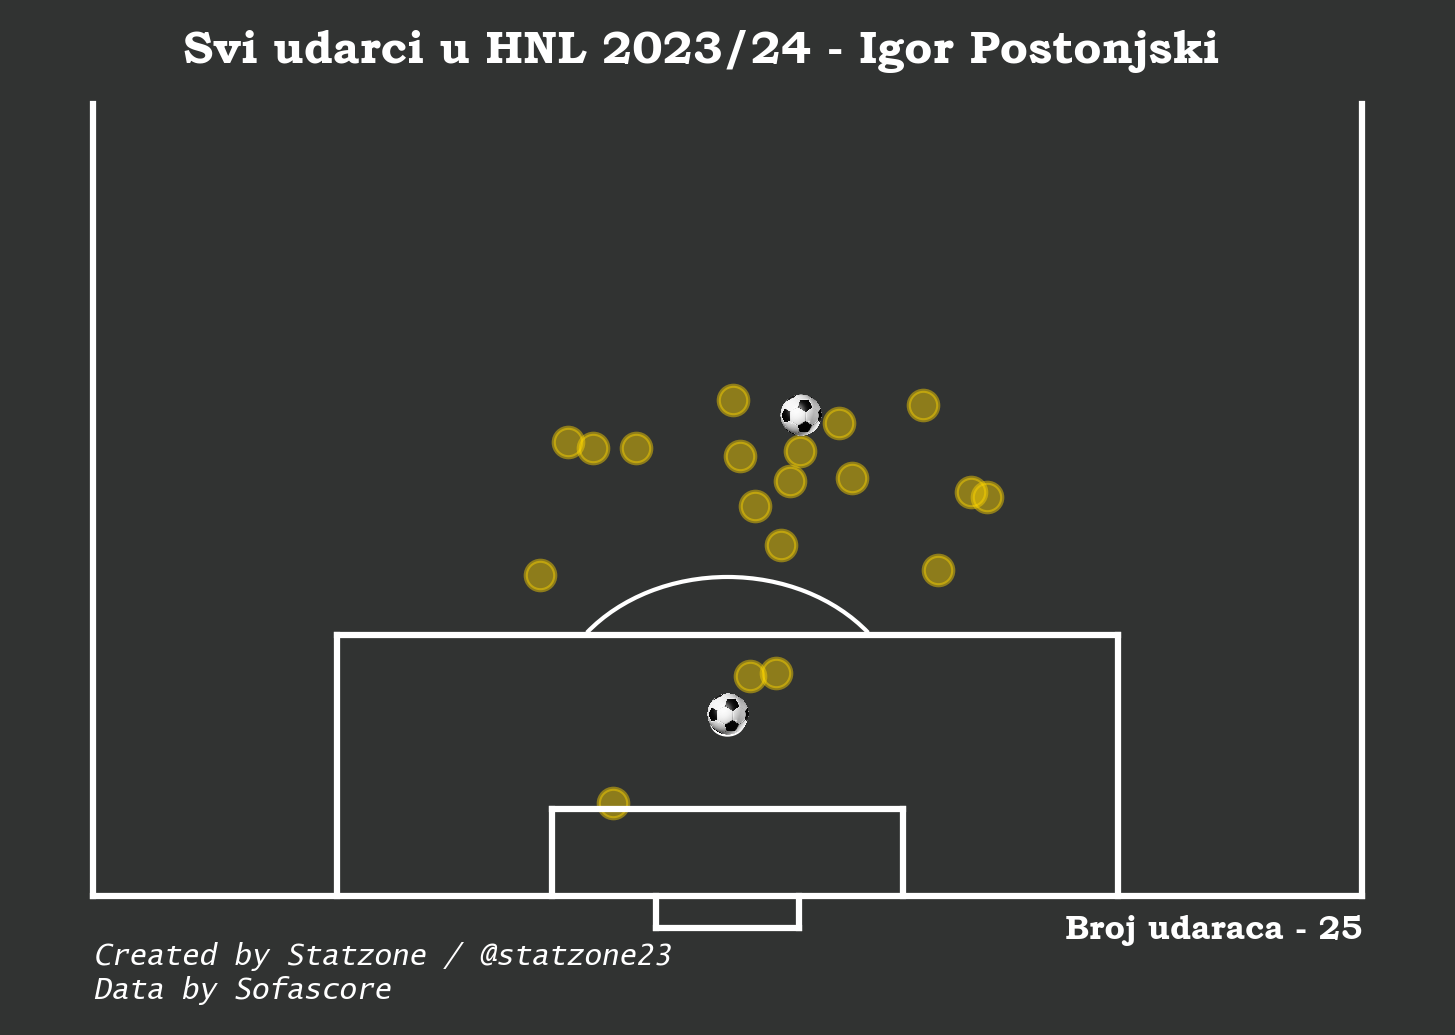 Svi udarci u HNL 2023/24 - Igor Postonjski
Broj udaraca - 25
Created by Statzone / @statzone23
Data by Sofascore